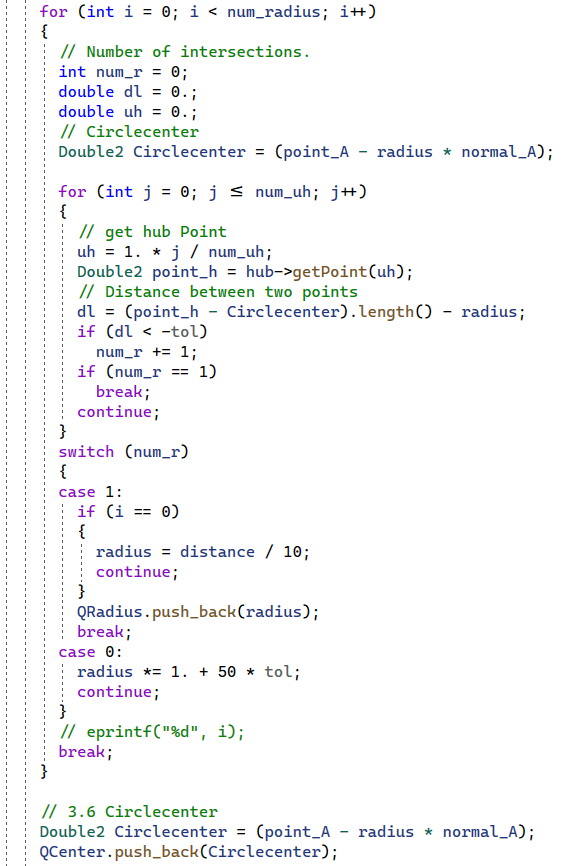 for (int i = 0; i < num_radius; i++)
{
// Number of intersections.
int num_r = 0;
double dl = 0.;
double uh = 0.;
// Circlecenter
Double2 Circlecenter = (point_A - radius * normal_A);
for (int j = 0; j ≤ num_uh; j++)
{
// get hub Point
uh = 1. * j / num_uh;
Double2 point_h = hub->getPoint(uh);
// Distance between two points
dl = (point_h - Circlecenter).length() - radius;
if (dl < -tol)
num_r += 1;
if (num_r == 1)
break;
continue;
}
switch (num_r)
{
case 1:
if (i == 0)
{
radius = distance / 10;
continue;
}
QRadius.push_back(radius);
break;
case 0:
radius *= 1. + 50 * tol;
continue;
}
// eprintf("%d", i);
break;
}
// 3.6 Circlecenter
Double2 Circlecenter = (point_A - radius * normal_A);
QCenter.push_back(Circlecenter);